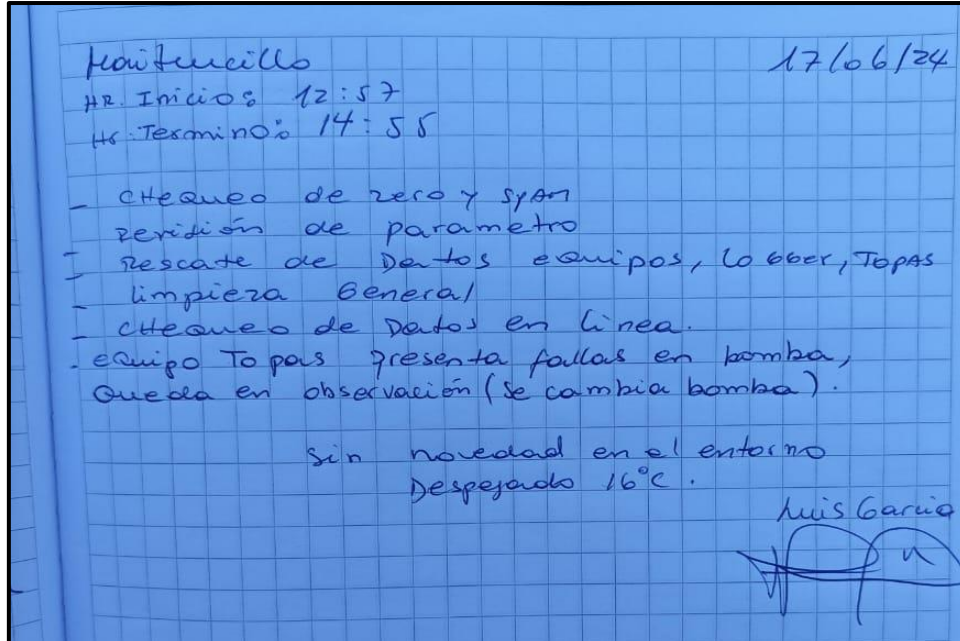 Maitencillo 17/06/24
HR. Inicio: 12:57
Hr. Termino: 14:55
- CHEQueo de zero y SPAN
- Revisión de parametro
- Rescate de Datos equipos, logger, Topas
- limpieza General
- CHEQueo de Datos en línea.
- eQuipo Topas presenta fallas en bomba,
Queda en observación (Se cambia bomba).
Sin novedad en el entorno
Despejado 16°C.
Luis Garcia